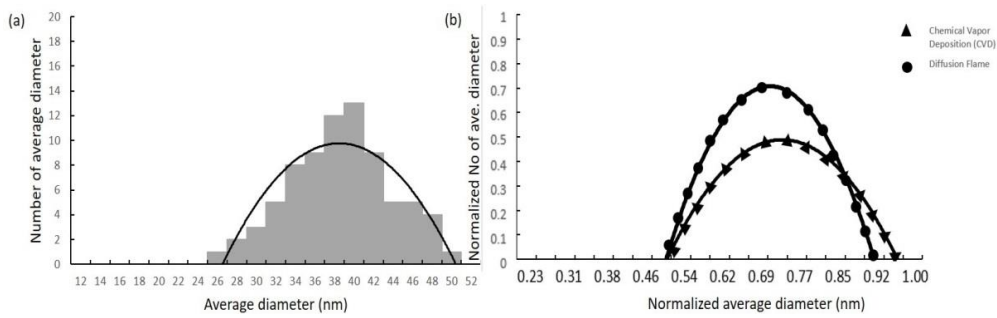 (a)
20
18
16
14
12
10
8
6
4
2
0
Number of average diameter
12 14 16 18 20 22 24 26 28 30 32 34 36 38 40 42 44 46 48 50 52
Average diameter (nm)
(b)
1
0.9
0.8
0.7
0.6
0.5
0.4
0.3
0.2
0.1
0
Normalized No of ave. diameter
0.23 0.31 0.38 0.46 0.54 0.62 0.69 0.77 0.85 0.92 1.00
Normalized average diameter (nm)
Chemical Vapor
Deposition (CVD)
Diffusion Flame